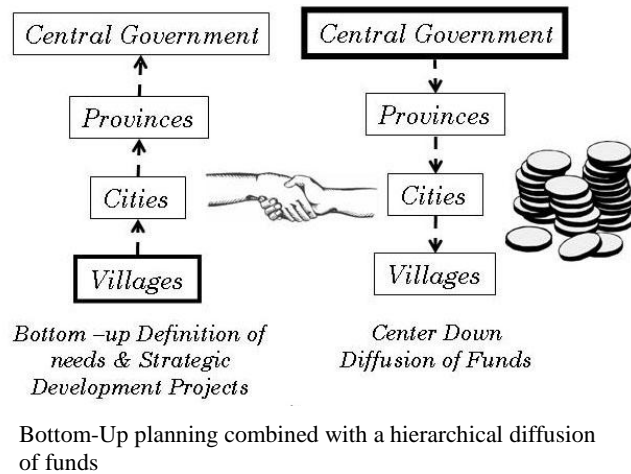 Central Government
Provinces
Cities
Villages
Bottom –up Definition of
needs & Strategic
Development Projects
Central Government
Provinces
Cities
Villages
Center Down
Diffusion of Funds
Bottom-Up planning combined with a hierarchical diffusion
of funds